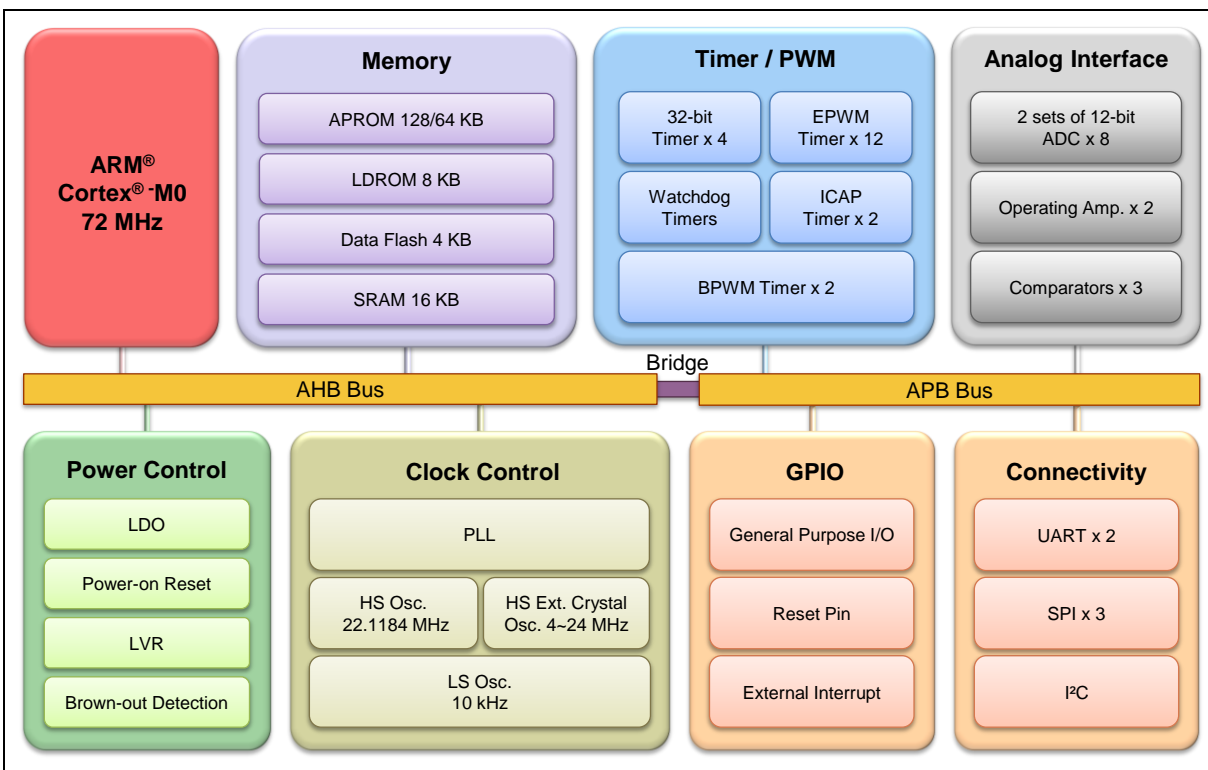 ARM®
Cortex® -M0
72 MHz
Memory
APROM 128/64 KB
LDROM 8 KB
Data Flash 4 KB
SRAM 16 KB
Timer / PWM
32-bit
Timer x 4
EPWM
Timer x 12
Watchdog
Timers
ICAP
Timer x 2
BPWM Timer x 2
Analog Interface
2 sets of 12-bit
ADC x 8
Operating Amp. x 2
Comparators x 3
AHB Bus
Bridge
APB Bus
Power Control
LDO
Power-on Reset
LVR
Brown-out Detection
Clock Control
PLL
HS Osc.
22.1184 MHz
HS Ext. Crystal
Osc. 4~24 MHz
LS Osc.
10 kHz
GPIO
General Purpose I/O
Reset Pin
External Interrupt
Connectivity
UART x 2
SPI x 3
I²C